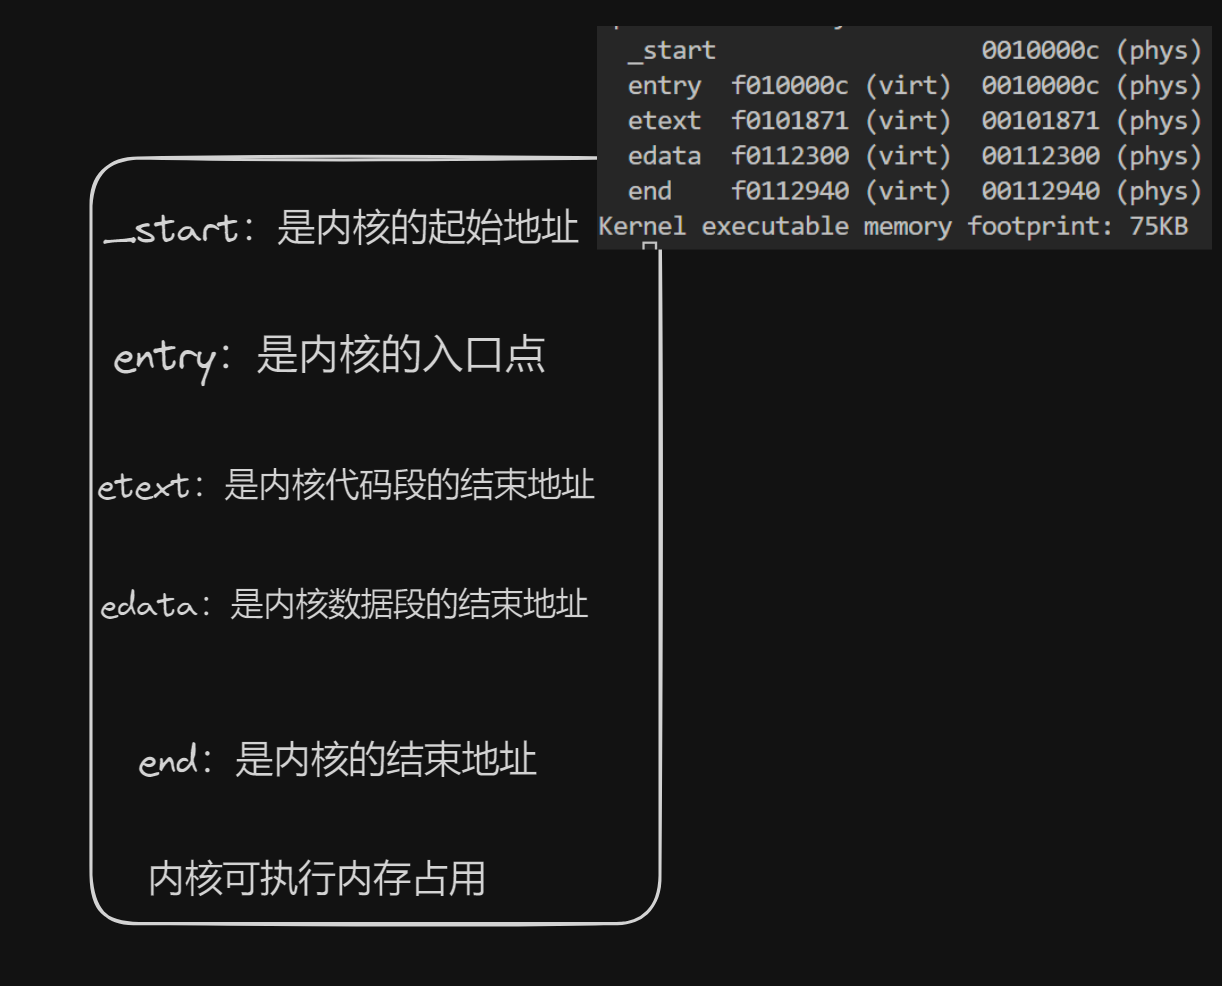 _start 0010000c (phys)
entry f010000c (virt) 0010000c (phys)
etext f0101871 (virt) 00101871 (phys)
edata f0112300 (virt) 00112300 (phys)
end f0112940 (virt) 00112940 (phys)
Kernel executable memory footprint: 75KB
_start：是内核的起始地址
entry：是内核的入口点
etext：是内核代码段的结束地址
edata：是内核数据段的结束地址
end：是内核的结束地址
内核可执行内存占用